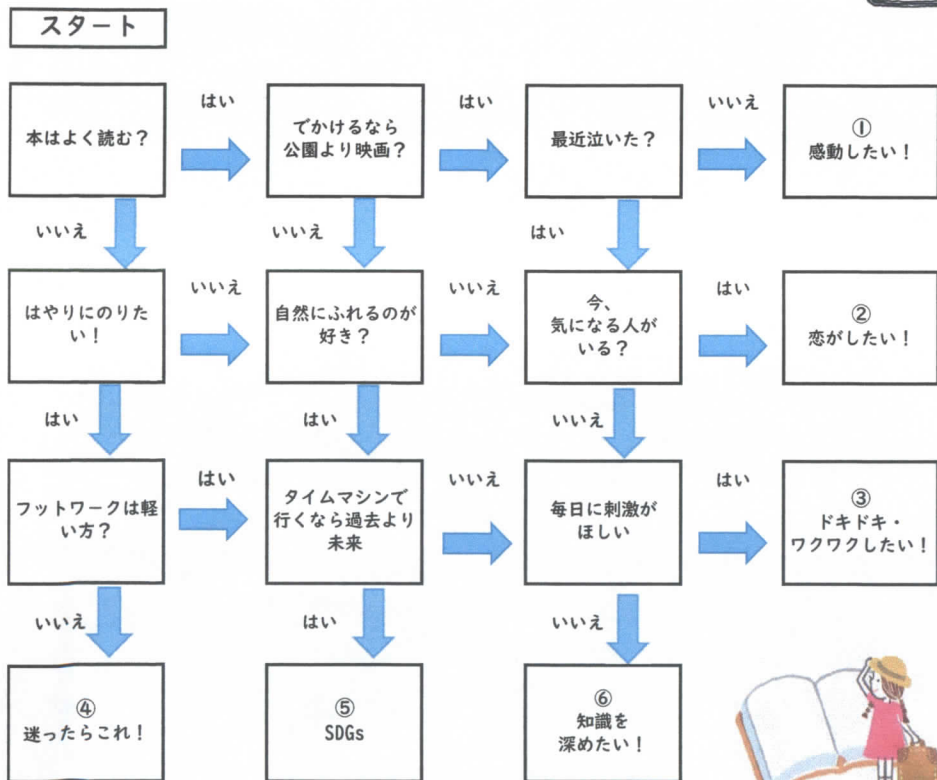 スタート
はい
はい
いいえ
本はよく読む？
でかけるなら
公園より映画？
最近泣いた？
①
感動したい！
いいえ
いいえ
はい
はやりにのりた
い！
いいえ
自然にふれるのが
好き？
いいえ
今、
気になる人が
いる？
はい
②
恋がしたい！
はい
はい
いいえ
フットワークは軽
い方？
はい
タイムマシンで
行くなら過去より
未来
いいえ
毎日に刺激が
ほしい
はい
③
ドキドキ・
ワクワクしたい！
いいえ
はい
いいえ
④
迷ったらこれ！
⑤
SDGs
⑥
知識を
深めたい！